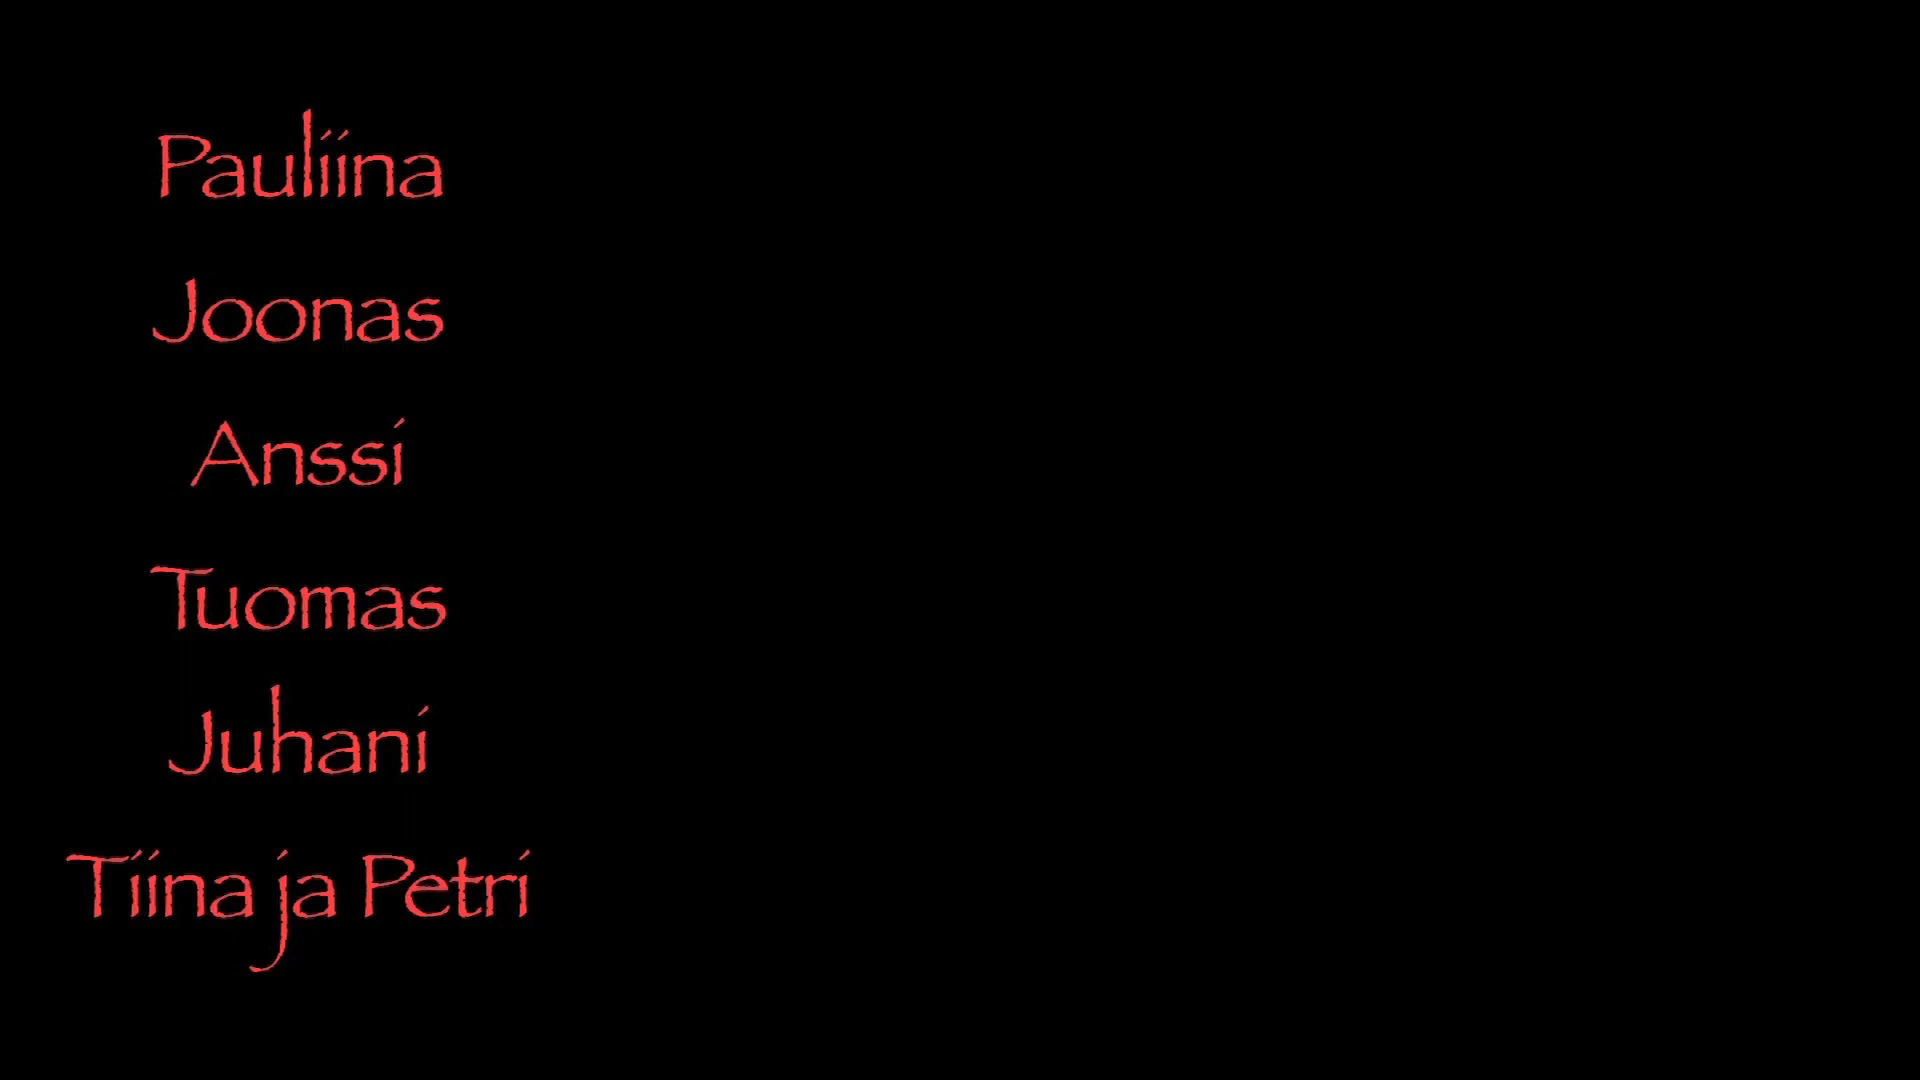 Pauliina
Joonas
Anssi
Tuomas
Juhani
Tiina ja Petri